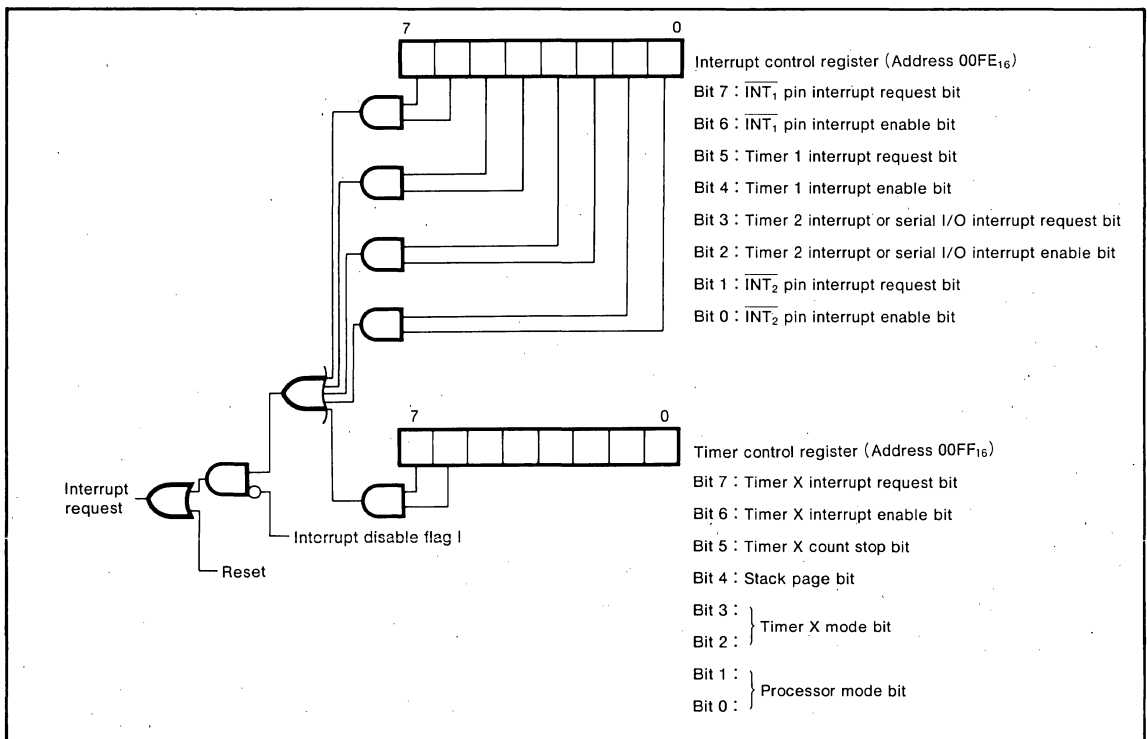 7 0
Interrupt control register (Address 00FE₁₆)
Bit 7 : I̅N̅T̅₁ pin interrupt request bit
Bit 6 : I̅N̅T̅₁ pin interrupt enable bit
Bit 5 : Timer 1 interrupt request bit
Bit 4 : Timer 1 interrupt enable bit
Bit 3 : Timer 2 interrupt or serial I/O interrupt request bit
Bit 2 : Timer 2 interrupt or serial I/O interrupt enable bit
Bit 1 : I̅N̅T̅₂ pin interrupt request bit
Bit 0 : I̅N̅T̅₂ pin interrupt enable bit
7 0
Timer control register (Address 00FF₁₆)
Bit 7 : Timer X interrupt request bit
Bit 6 : Timer X interrupt enable bit
Bit 5 : Timer X count stop bit
Bit 4 : Stack page bit
Bit 3 :
Timer X mode bit
Bit 2 :
Bit 1 :
Processor mode bit
Bit 0 :
Interrupt
request
Interrupt disable flag I
Reset